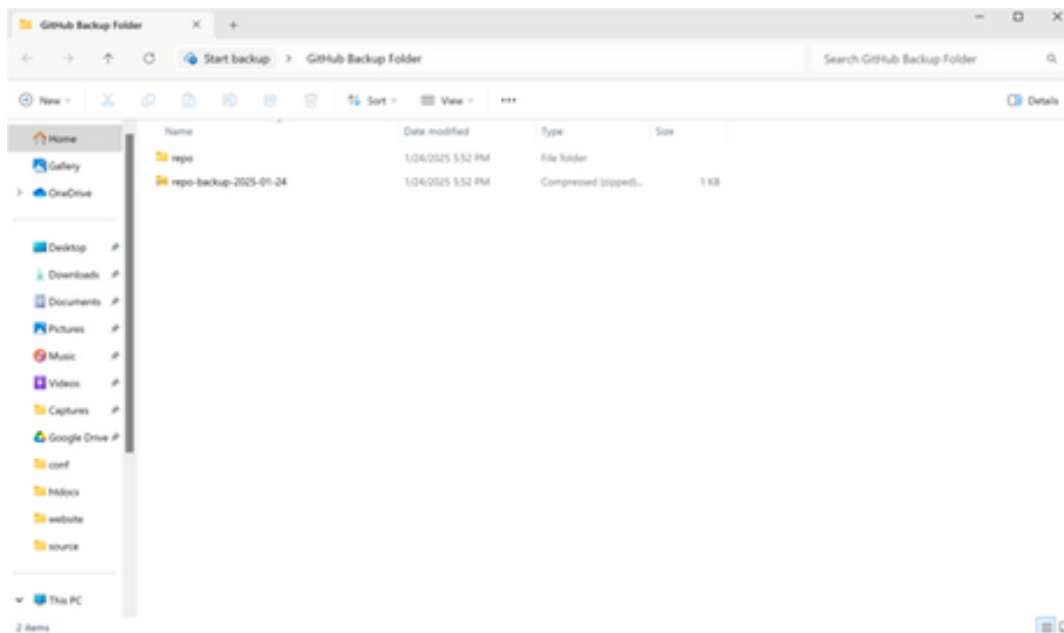 GitHub Backup Folder
Start backup > GitHub Backup Folder
Search GitHub Backup Folder
New Sort View ... Details
Name Date modified Type Size
repo 1/24/2025 5:52 PM File folder
repo-backup-2025-01-24 1/24/2025 5:52 PM Compressed (zipped)... 1 KB
Home
Gallery
OneDrive
Desktop
Downloads
Documents
Pictures
Music
Videos
Captures
Google Drive
conf
htdocs
website
source
This PC
2 items